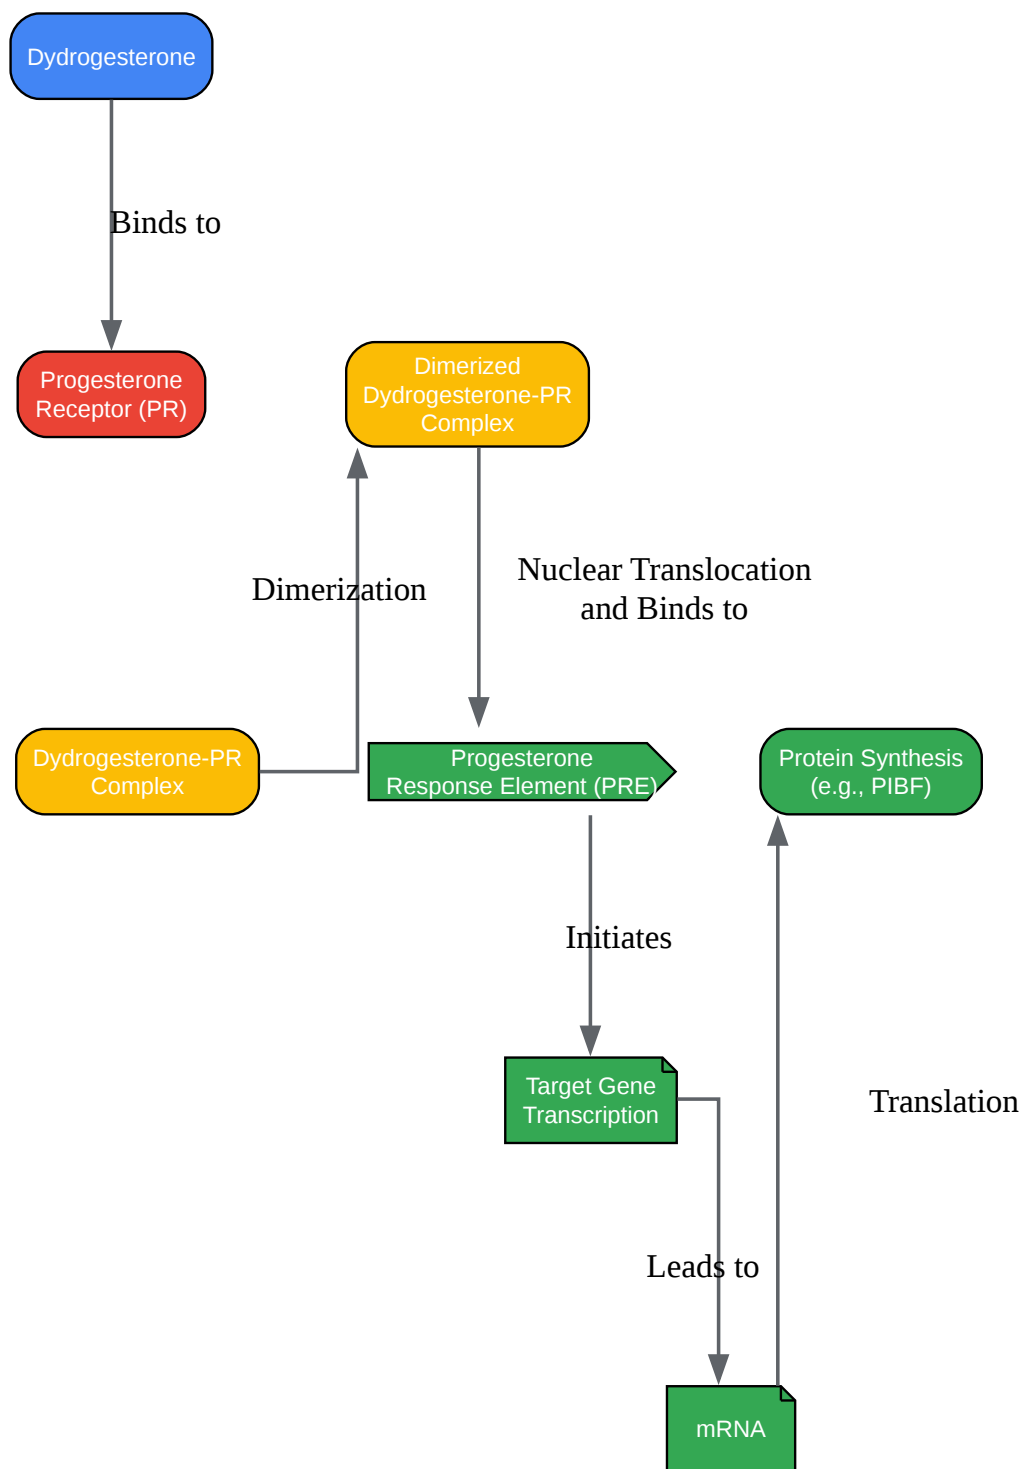 Dydrogesterone
Binds to
Progesterone
Receptor (PR)
Dimerized
Dydrogesterone-PR
Complex
Dimerization
Nuclear Translocation
and Binds to
Dydrogesterone-PR
Complex
Progesterone
Response Element (PRE)
Protein Synthesis
(e.g., PIBF)
Initiates
Target Gene
Transcription
Translation
Leads to
mRNA